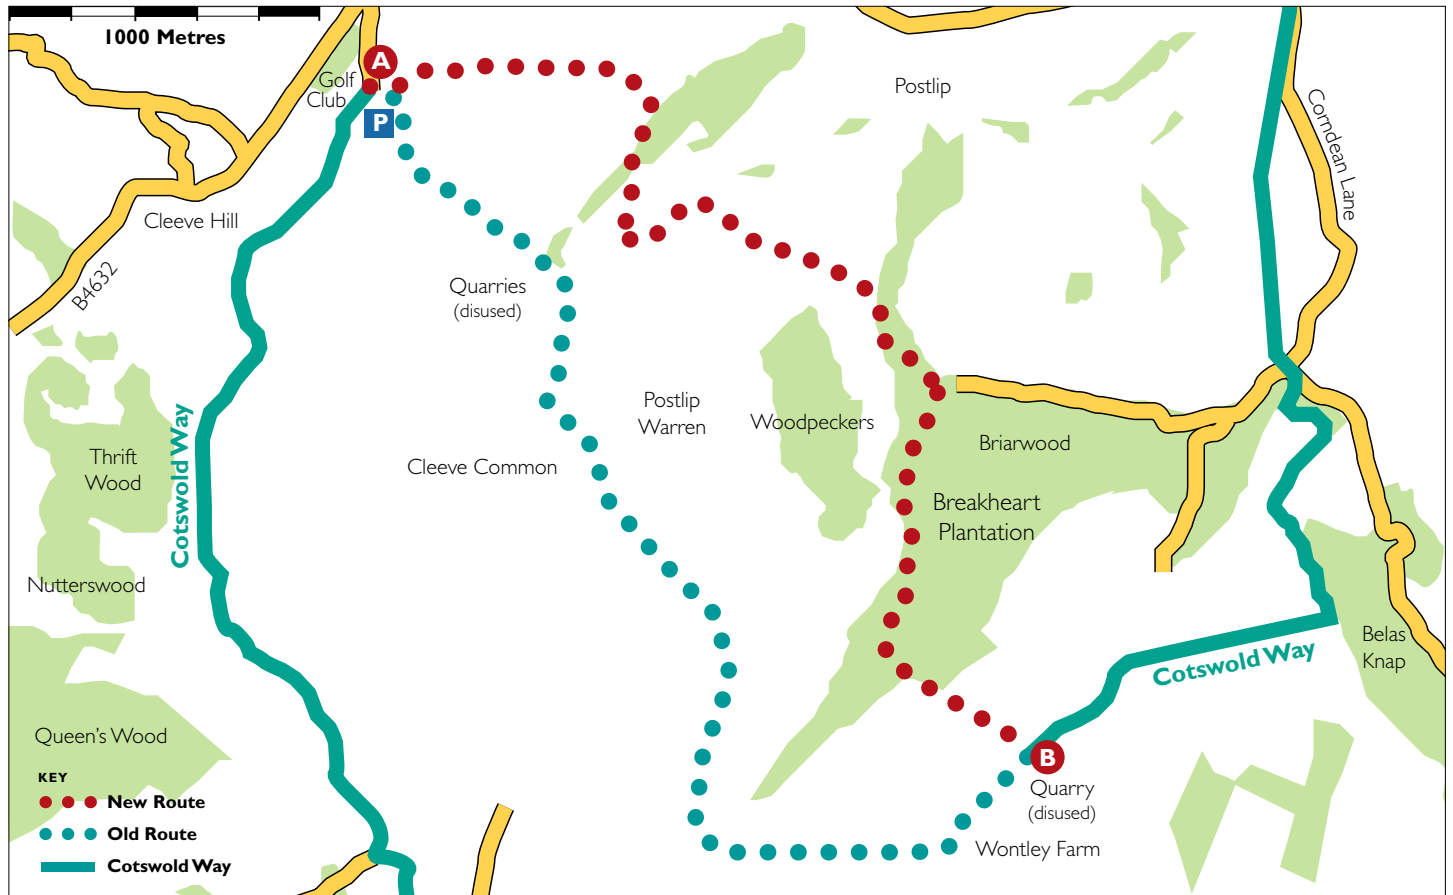 1000 Metres
A
Golf
Club
P
Postlip
Corndean Lane
Cleeve Hill
B4632
Quarries
(disused)
Postlip
Warren
Woodpeckers
Briarwood
Cotswold Way
Cleeve Common
Thrift
Wood
Breakheart
Plantation
Nutterswood
Belas
Knap
Cotswold Way
Queen's Wood
B
Quarry
(disused)
Wontley Farm
KEY
New Route
Old Route
Cotswold Way